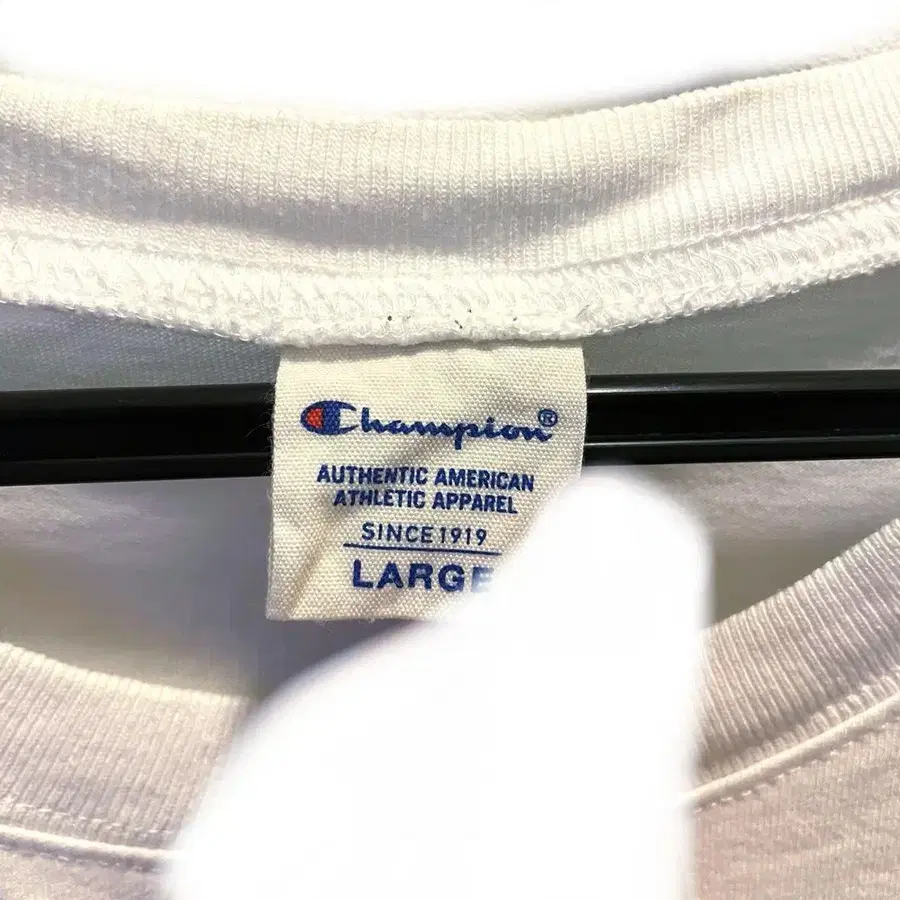 Champion®
AUTHENTIC AMERICAN
ATHLETIC APPAREL
SINCE 1919
LARGE